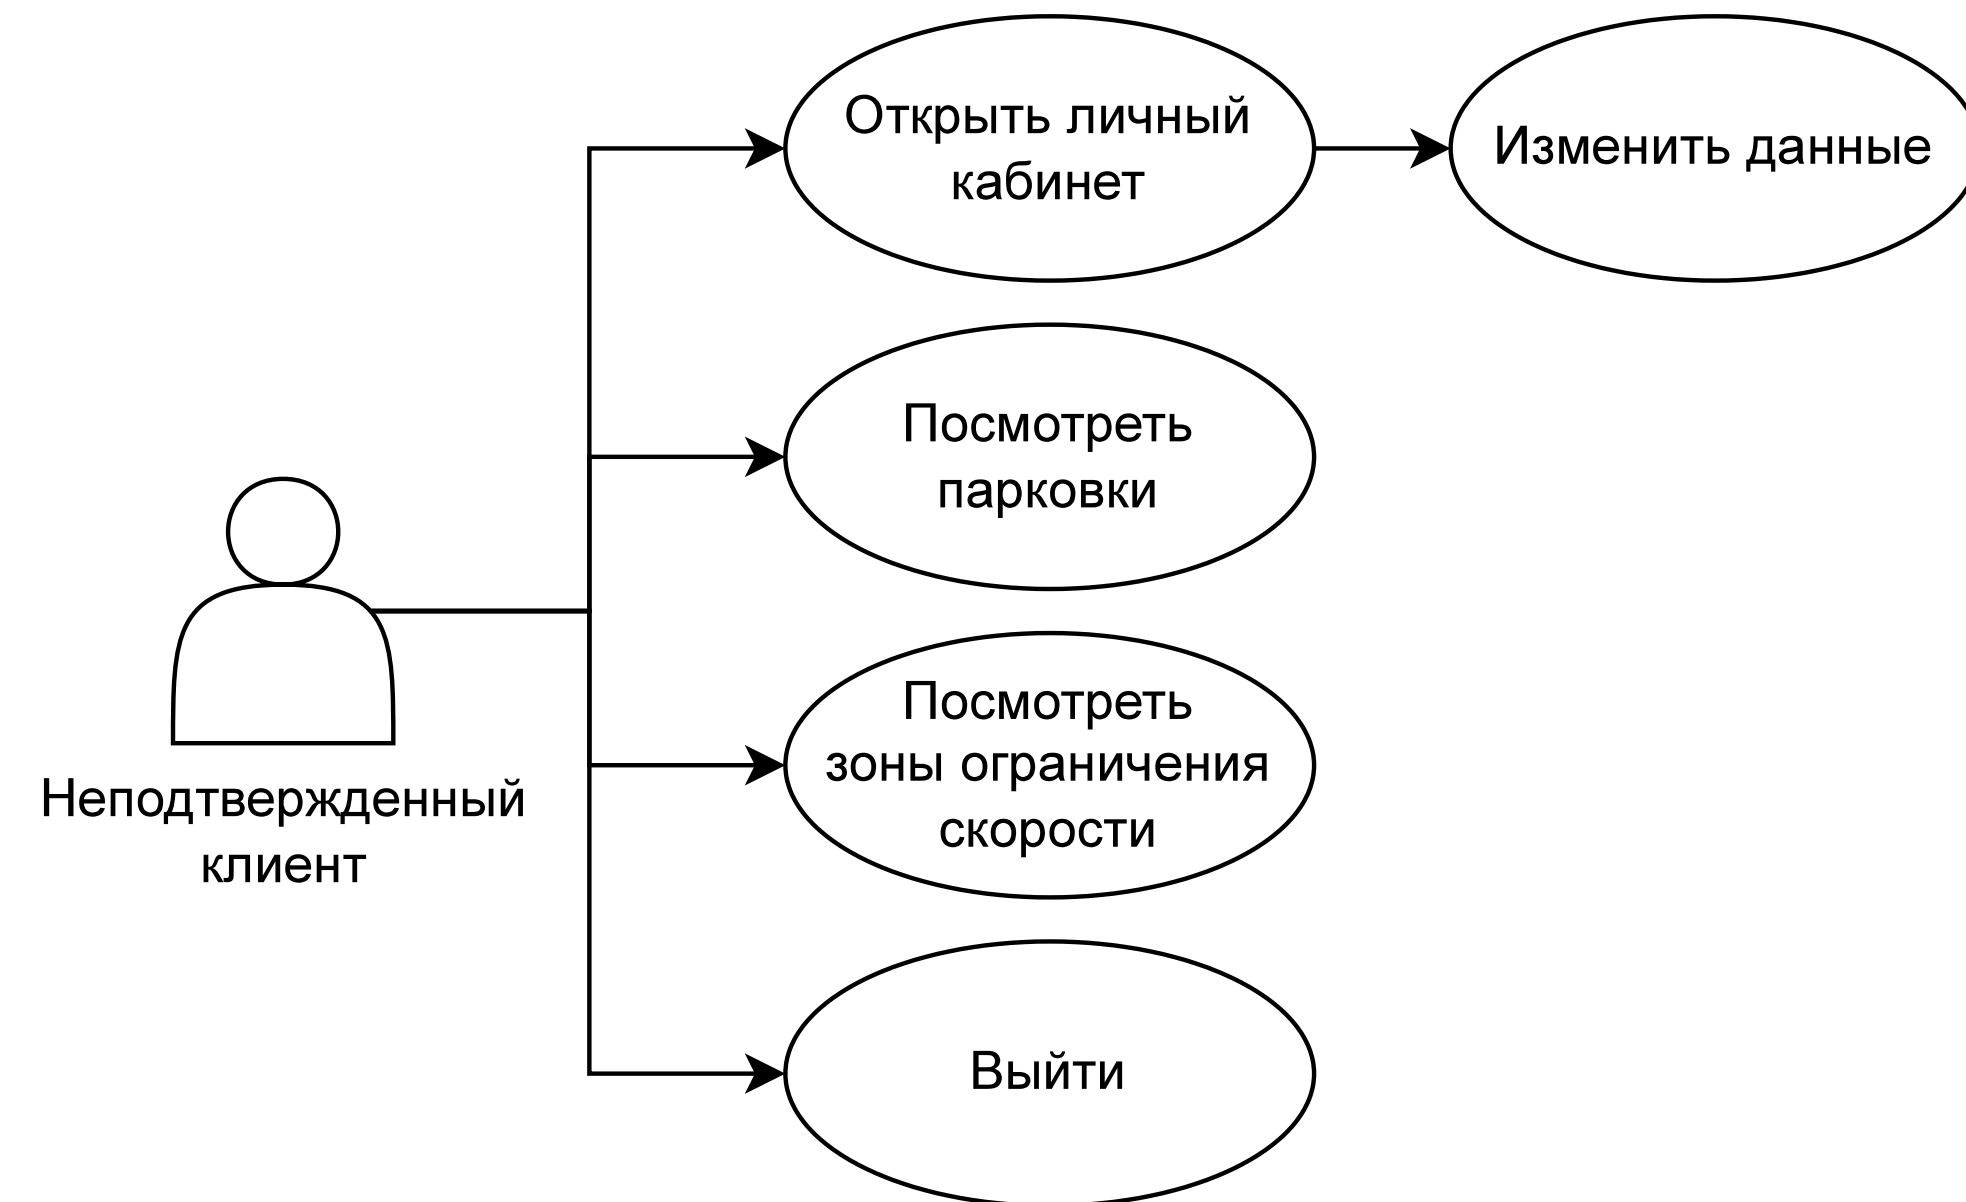 Открыть личный
кабинет
Изменить данные
Посмотреть
парковки
Посмотреть
зоны ограничения
скорости
Неподтвержденный
клиент
Выйти